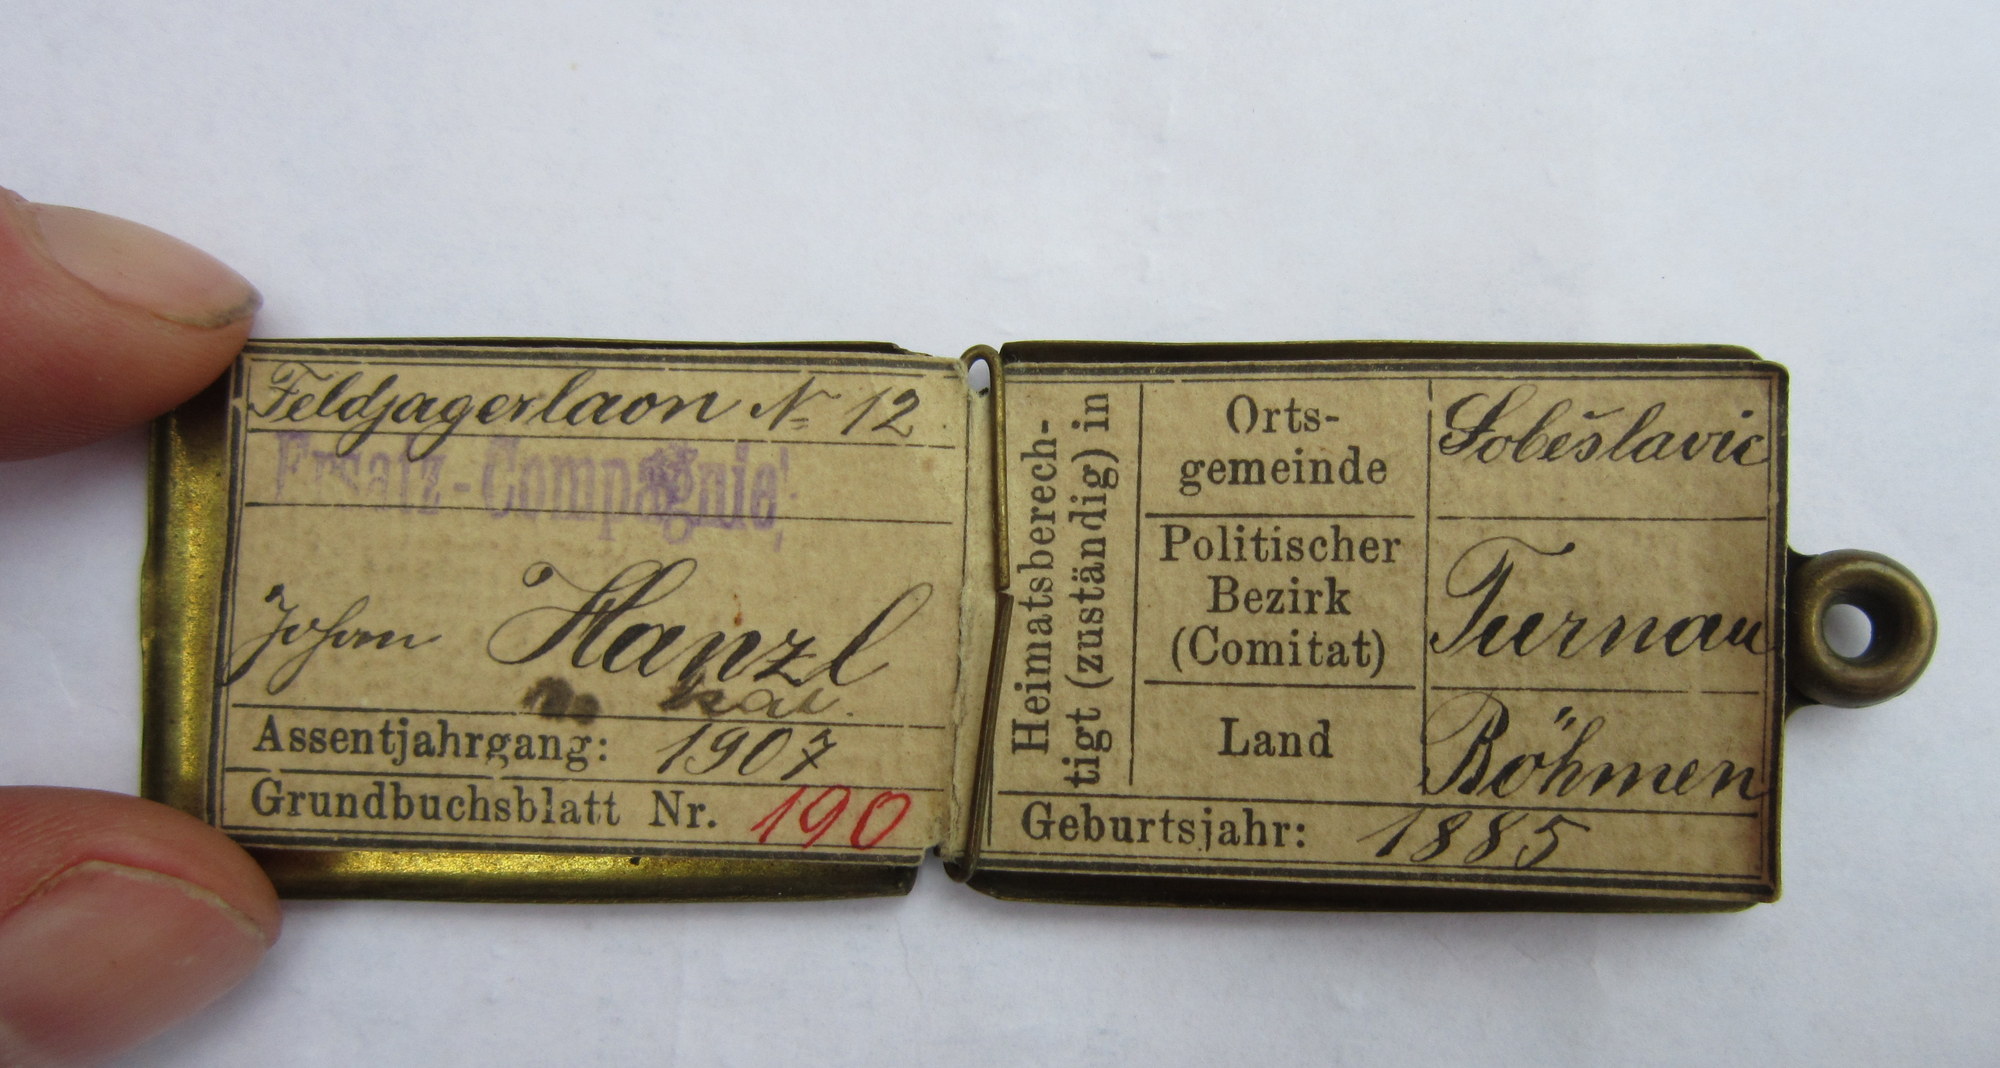 Feldjagerlaon № 12
Ersatz-Compagnie
Johann Hanzl
kat.
Assentjahrgang: 1907
Grundbuchsblatt Nr. 190
Heimatsberech-
tigt (zuständig) in
Orts-
gemeinde
Soběslavic
Politischer
Bezirk
(Comitat)
Turnau
Land
Böhmen
Geburtsjahr: 1885